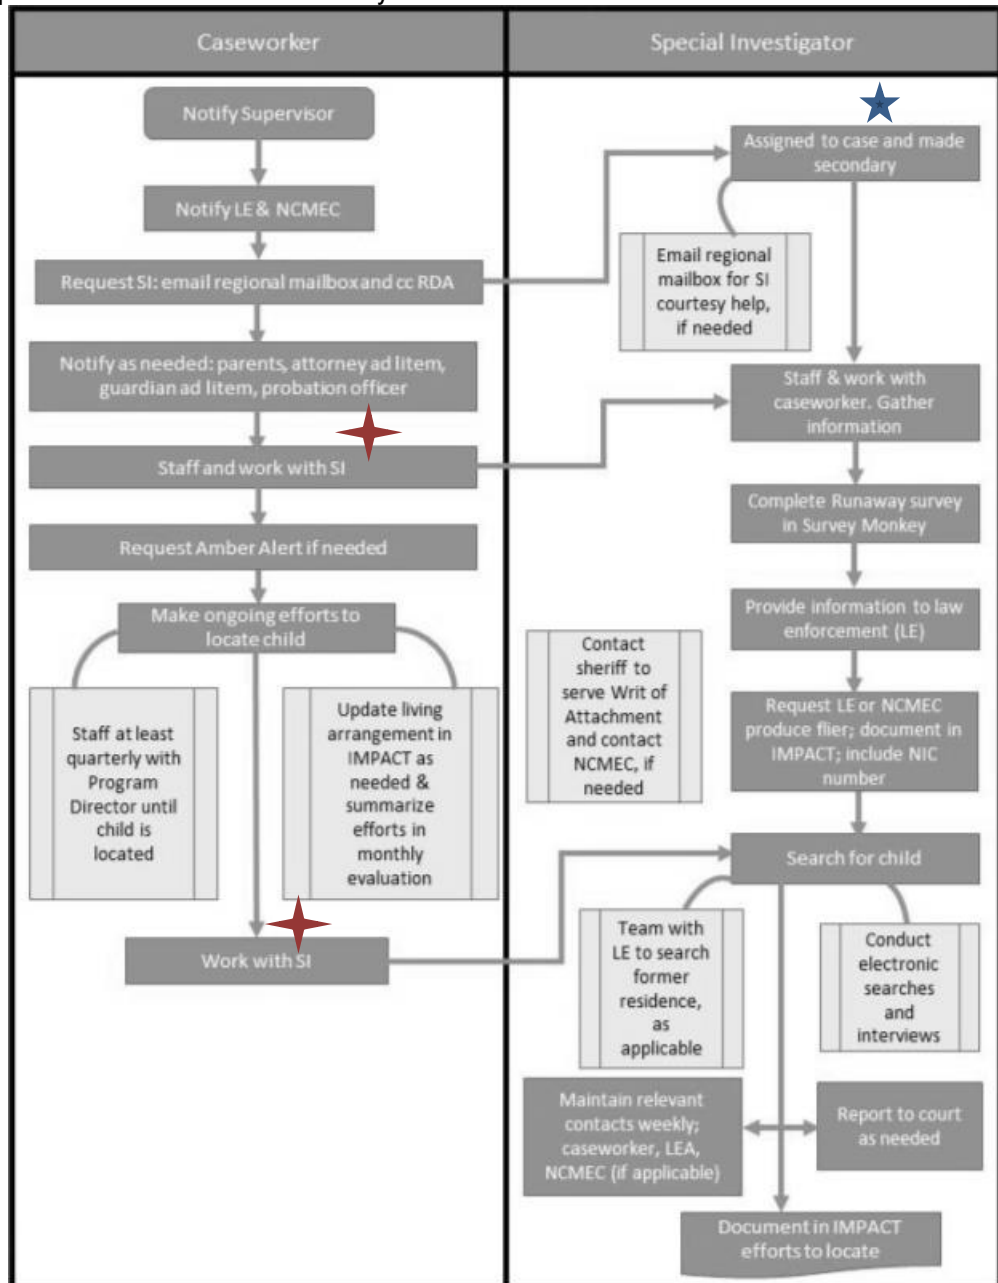 Caseworker
Notify Supervisor
Notify LE & NCMEC
Request SI: email regional mailbox and cc RDA
Notify as needed: parents, attorney ad litem,
guardian ad litem, probation officer
Staff and work with SI
Request Amber Alert if needed
Make ongoing efforts to
locate child
Staff at least
quarterly with
Program
Director until
child is
located
Update living
arrangement in
IMPACT as
needed &
summarize
efforts in
monthly
evaluation
Work with SI
Special Investigator
Assigned to case and made
secondary
Email regional
mailbox for SI
courtesy help,
if needed
Staff & work with
caseworker. Gather
information
Complete Runaway survey
in Survey Monkey
Provide information to law
enforcement (LE)
Contact
sheriff to
serve Writ of
Attachment
and contact
NCMEC, if
needed
Request LE or NCMEC
produce flier; document in
IMPACT; include NIC
number
Search for child
Team with
LE to search
former
residence,
as
applicable
Conduct
electronic
searches
and
interviews
Maintain relevant
contacts weekly;
caseworker, LEA,
NCMEC (if applicable)
Report to court
as needed
Document in IMPACT
efforts to locate